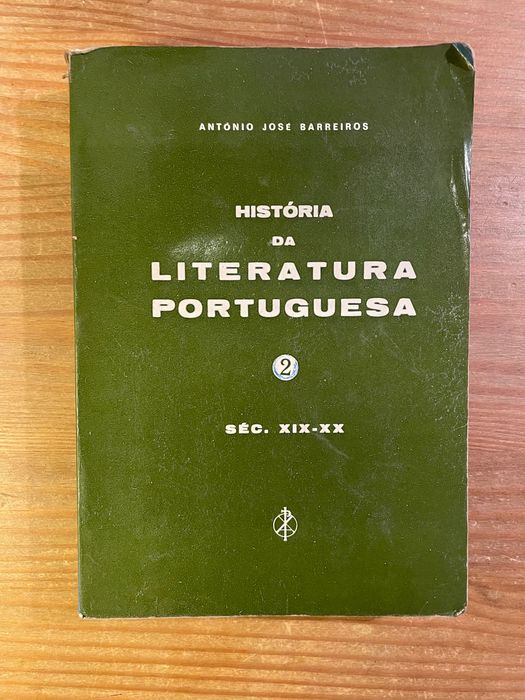 ANTÓNIO JOSÉ BARREIROS
HISTÓRIA
DA
LITERATURA
PORTUGUESA
2
SÉC. XIX-XX